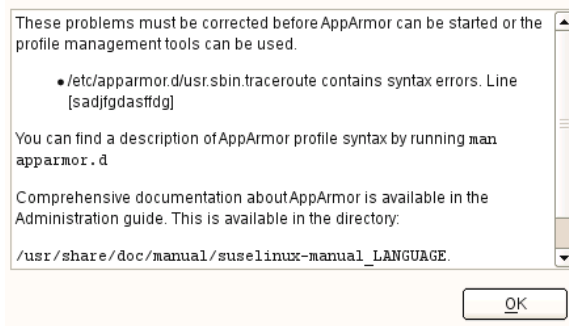 These problems must be corrected before AppArmor can be started or the
profile management tools can be used.
• /etc/apparmor.d/usr.sbin.traceroute contains syntax errors. Line
[sadjfgdasffdg]
You can find a description of AppArmor profile syntax by running man
apparmor.d
Comprehensive documentation about AppArmor is available in the
Administration guide. This is available in the directory:
/usr/share/doc/manual/suselinux-manual_LANGUAGE.
OK